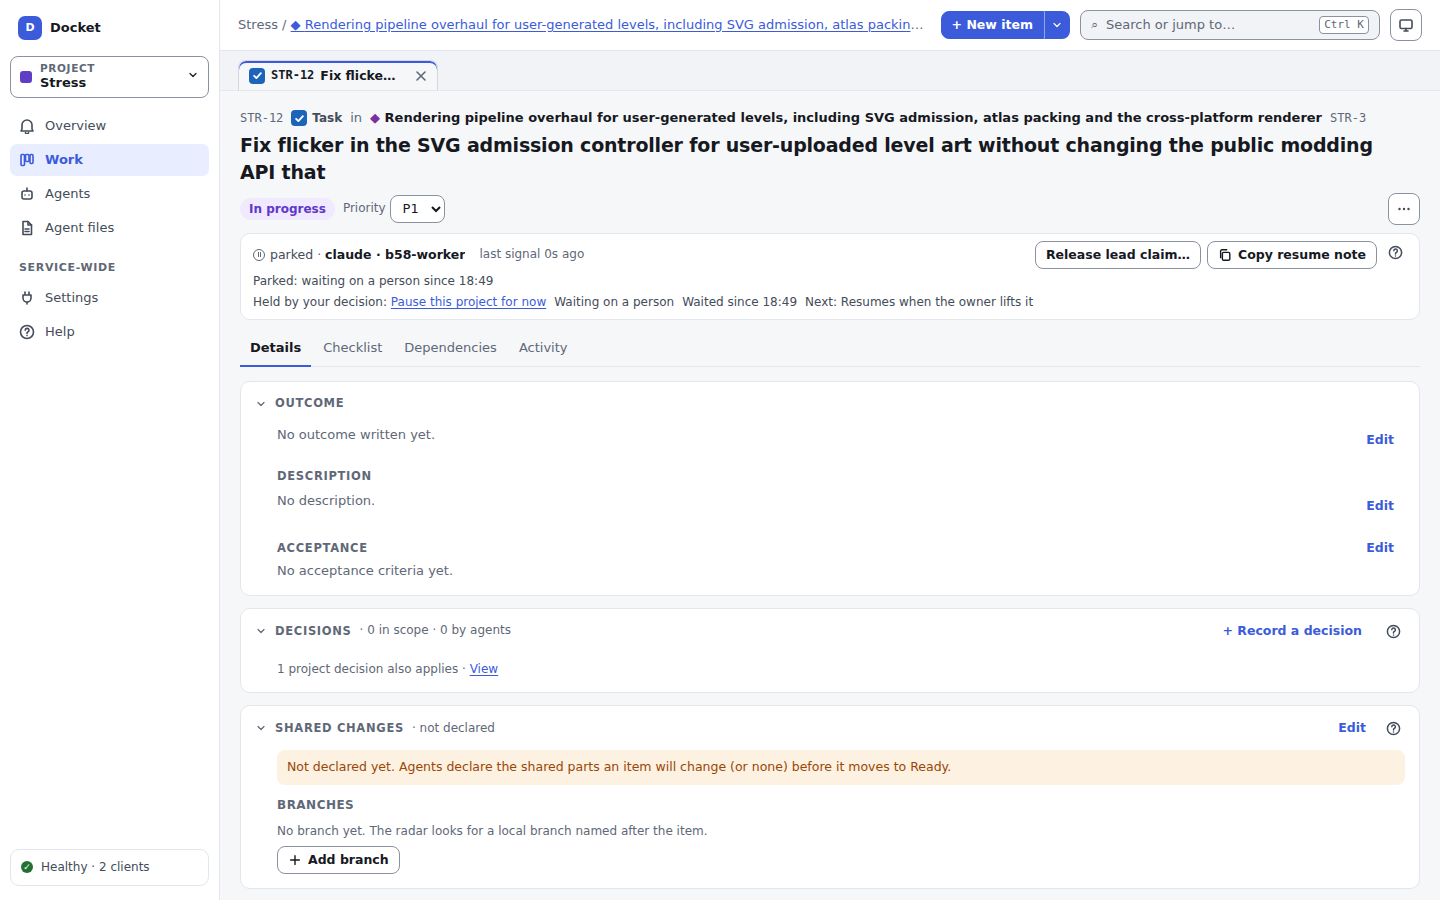 D Docket
PROJECT
Stress
Overview
Work
Agents
Agent files
SERVICE-WIDE
Settings
Help
Healthy · 2 clients
Stress / ◆ Rendering pipeline overhaul for user-generated levels, including SVG admission, atlas packin…
+ New item
Search or jump to…
Ctrl K
STR-12 Fix flicke…
STR-12 Task in ◆ Rendering pipeline overhaul for user-generated levels, including SVG admission, atlas packing and the cross-platform renderer STR-3
Fix flicker in the SVG admission controller for user-uploaded level art without changing the public modding
API that
In progress Priority P1
parked · claude · b58-worker last signal 0s ago
Release lead claim… Copy resume note
Parked: waiting on a person since 18:49
Held by your decision: Pause this project for now Waiting on a person Waited since 18:49 Next: Resumes when the owner lifts it
Details Checklist Dependencies Activity
OUTCOME
No outcome written yet.
Edit
DESCRIPTION
No description.
Edit
ACCEPTANCE
Edit
No acceptance criteria yet.
DECISIONS · 0 in scope · 0 by agents
+ Record a decision
1 project decision also applies · View
SHARED CHANGES · not declared
Edit
Not declared yet. Agents declare the shared parts an item will change (or none) before it moves to Ready.
BRANCHES
No branch yet. The radar looks for a local branch named after the item.
+ Add branch